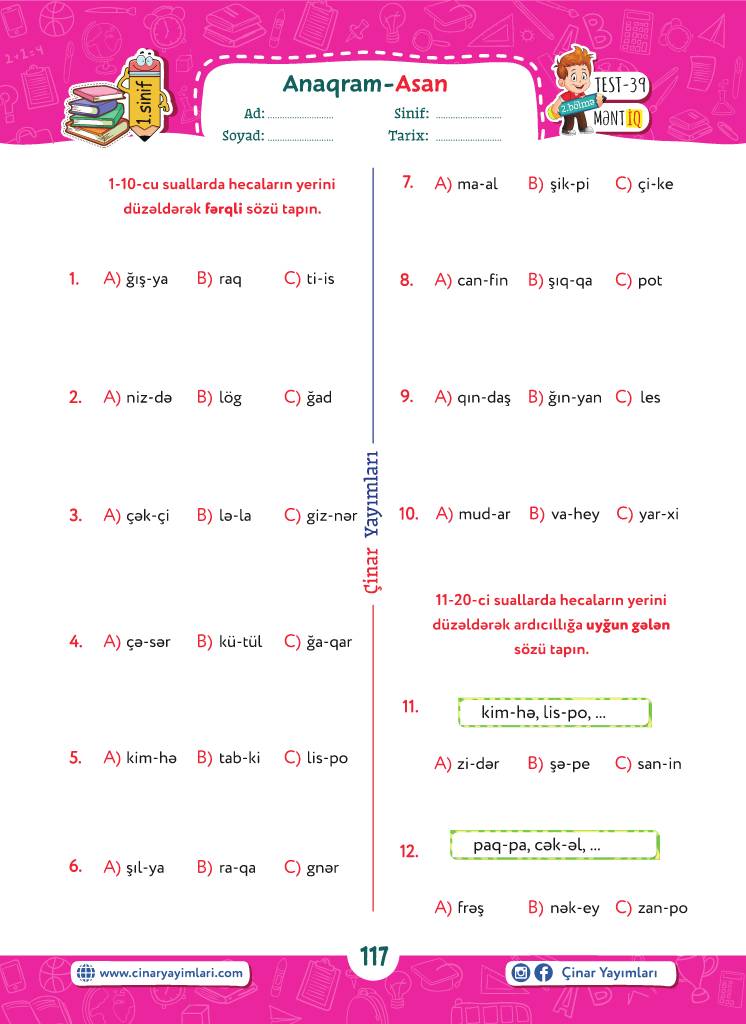 Anaqram-Asan
1.sinif
Ad: ........................
Sinif: ........................
Soyad: ........................
Tarix: ........................
TEST-39
2.bölmə
MƏNTİQ
1-10-cu suallarda hecaların yerini
düzəldərək fərqli sözü tapın.
1. A) ğış-ya B) raq C) ti-is
2. A) niz-də B) lög C) ğad
3. A) çək-çi B) lə-la C) giz-nər
4. A) çə-sər B) kü-tül C) ğa-qar
5. A) kim-hə B) tab-ki C) lis-po
6. A) şıl-ya B) ra-qa C) gnər
Çinar Yayımları
7. A) ma-al B) şik-pi C) çi-ke
8. A) can-fin B) şıq-qa C) pot
9. A) qın-daş B) ğın-yan C) les
10. A) mud-ar B) va-hey C) yar-xi
11-20-ci suallarda hecaların yerini
düzəldərək ardıcıllığa uyğun gələn
sözü tapın.
11. kim-hə, lis-po, ...
A) zi-dər B) şə-pe C) san-in
12. paq-pa, cək-əl, ...
A) frəş B) nək-ey C) zan-po
117
www.cinaryayimlari.com
Çinar Yayımları